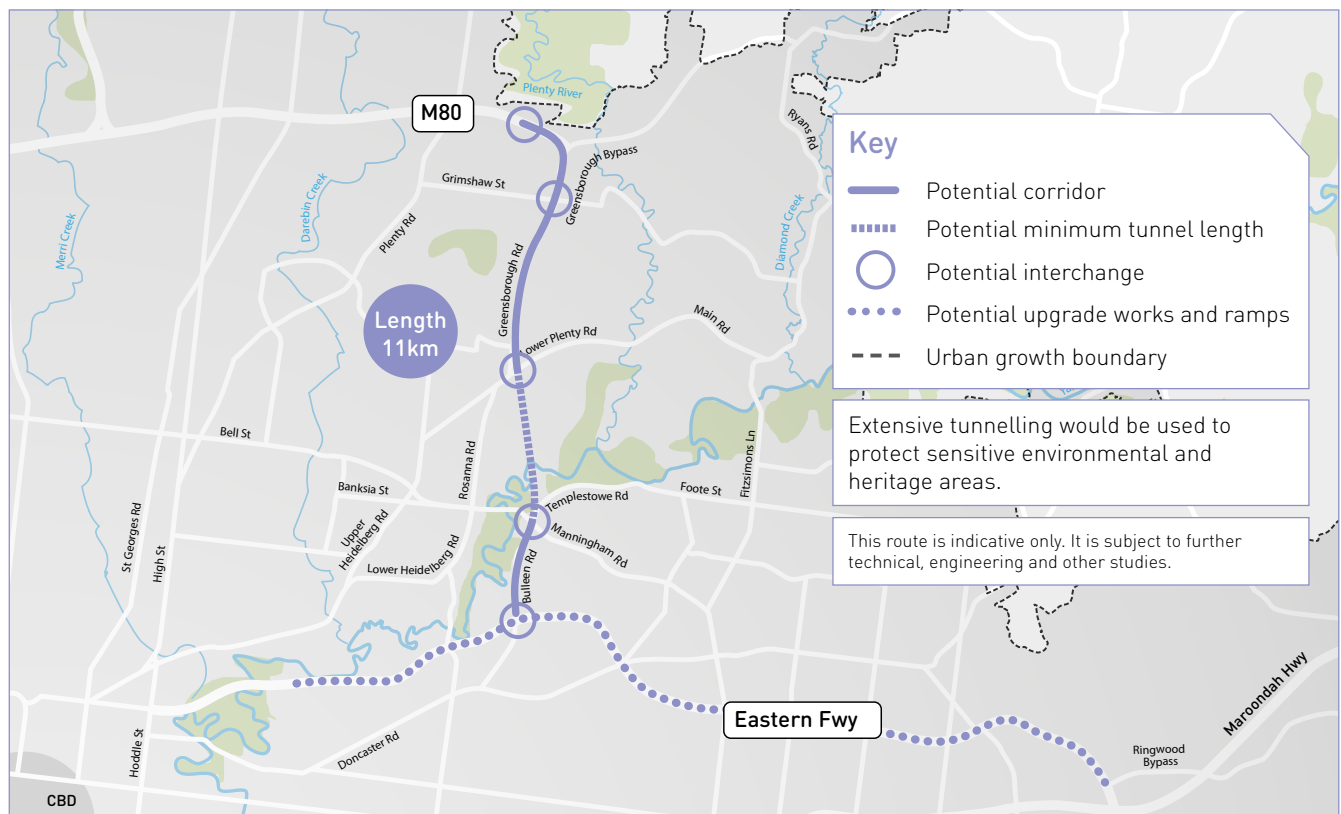 Plenty River
M80
Ryans Rd
Greensborough Bypass
Grimshaw St
Merri Creek
Darebin Creek
Plenty Rd
Diamond Creek
Greensborough Rd
Length
11km
Main Rd
Lower Plenty Rd
Bell St
Rosanna Rd
Fitzsimons Ln
Banksia St
Templestowe Rd
Foote St
Upper
Heidelberg Rd
Manningham Rd
St Georges Rd
High St
Lower Heidelberg Rd
Bulleen Rd
Eastern Fwy
Maroondah Hwy
Hoddle St
Doncaster Rd
Ringwood
Bypass
CBD
Key
Potential corridor
Potential minimum tunnel length
Potential interchange
Potential upgrade works and ramps
Urban growth boundary
Extensive tunnelling would be used to
protect sensitive environmental and
heritage areas.
This route is indicative only. It is subject to further
technical, engineering and other studies.